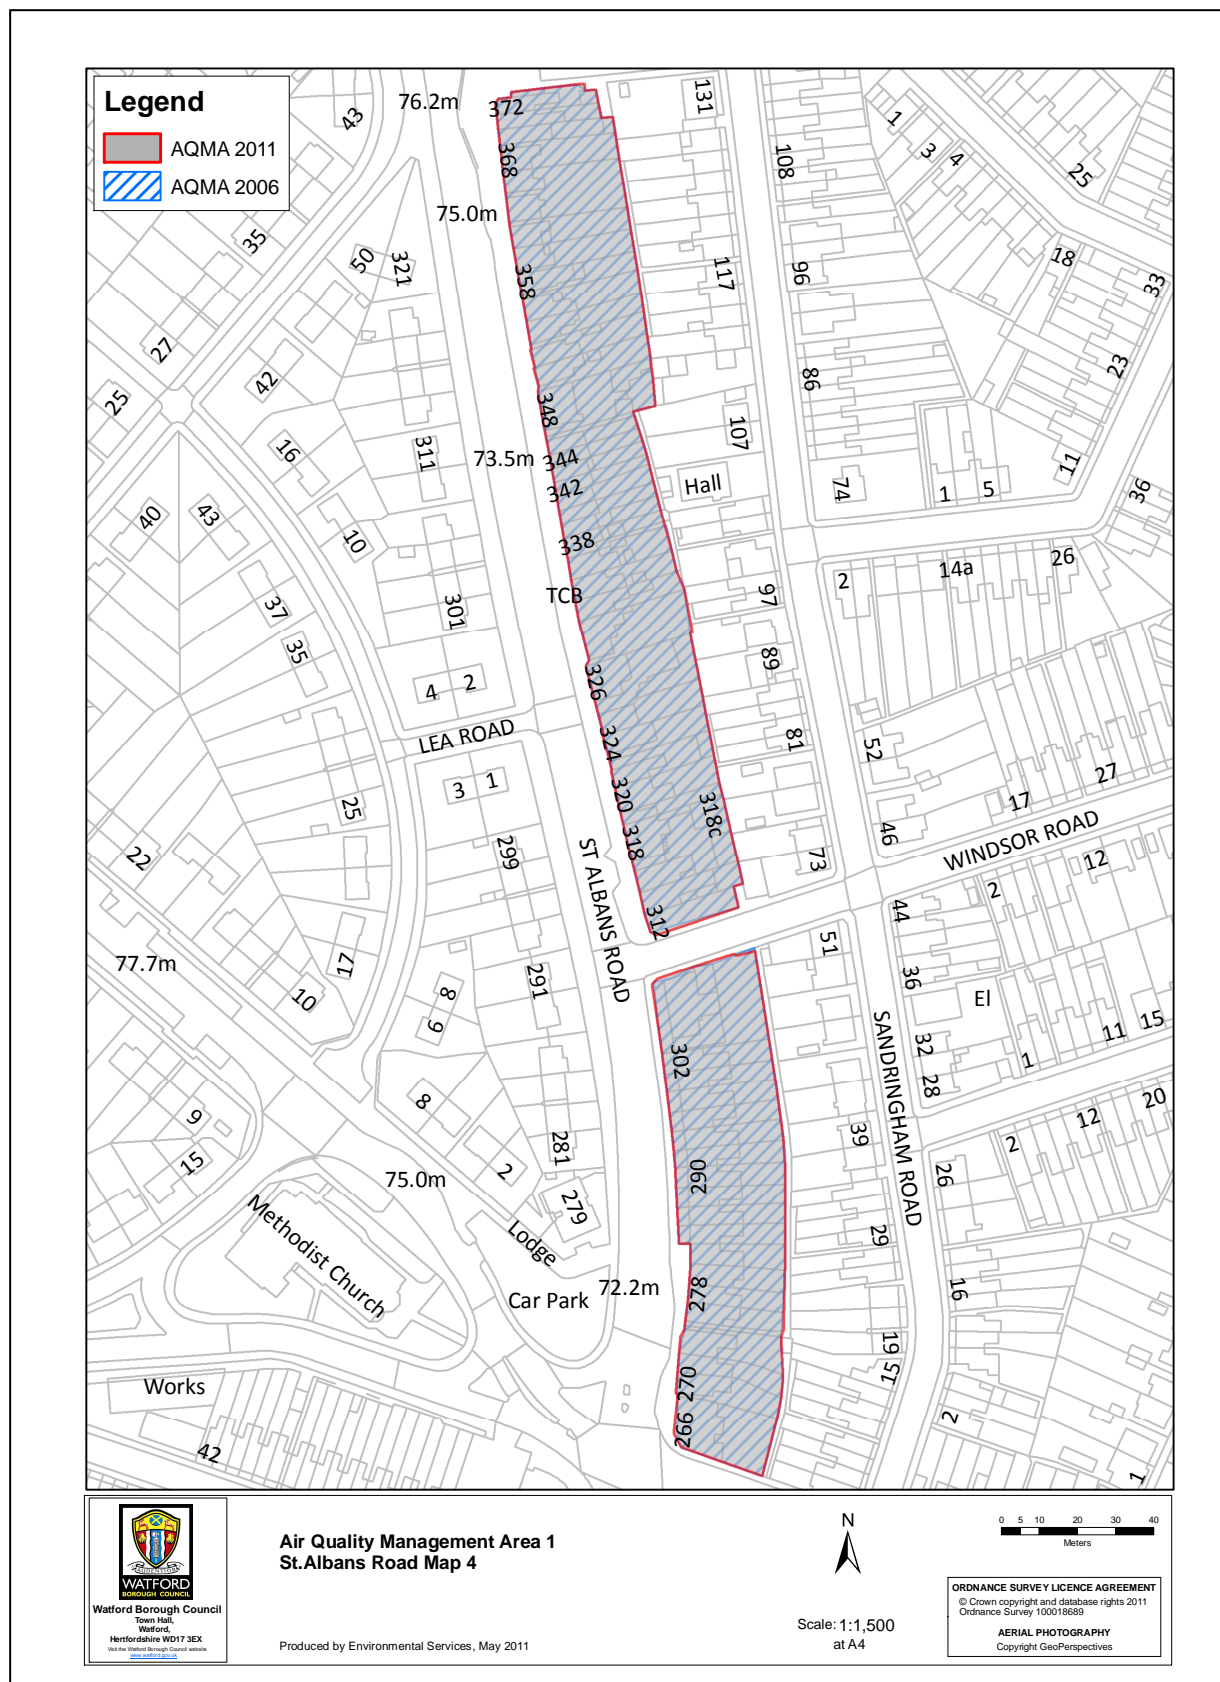 Legend
AQMA 2011
AQMA 2006
76.2m
372
131
43
1
3
4
25
368
108
75.0m
35
50
321
358
117
96
18
33
27
42
25
348
86
23
107
16
311
73.5m
344
342
Hall
74
1
5
11
36
40
43
10
338
14a
26
2
TCB
97
37
301
35
89
4
2
326
LEA ROAD
324
81
52
3
1
320
318c
17
27
25
46
WINDSOR ROAD
318
299
73
22
ST ALBANS ROAD
12
2
312
44
51
77.7m
17
291
36
10
8
6
El
SANDRINGHAM ROAD
302
32
11
15
1
28
8
9
12
20
39
2
281
15
290
26
2
75.0m
279
Methodist Church
Lodge
29
72.2m
278
16
Car Park
19
15
270
Works
266
2
42
1
WATFORD
BOROUGH COUNCIL
Watford Borough Council
Town Hall,
Watford,
Hertfordshire WD17 3EX
Visit the Watford Borough Council website
www.watford.gov.uk
Air Quality Management Area 1
St.Albans Road Map 4
Produced by Environmental Services, May 2011
N
Scale: 1:1,500
at A4
0 5 10 20 30 40
Meters
ORDNANCE SURVEY LICENCE AGREEMENT
© Crown copyright and database rights 2011
Ordnance Survey 100018689
AERIAL PHOTOGRAPHY
Copyright GeoPerspectives